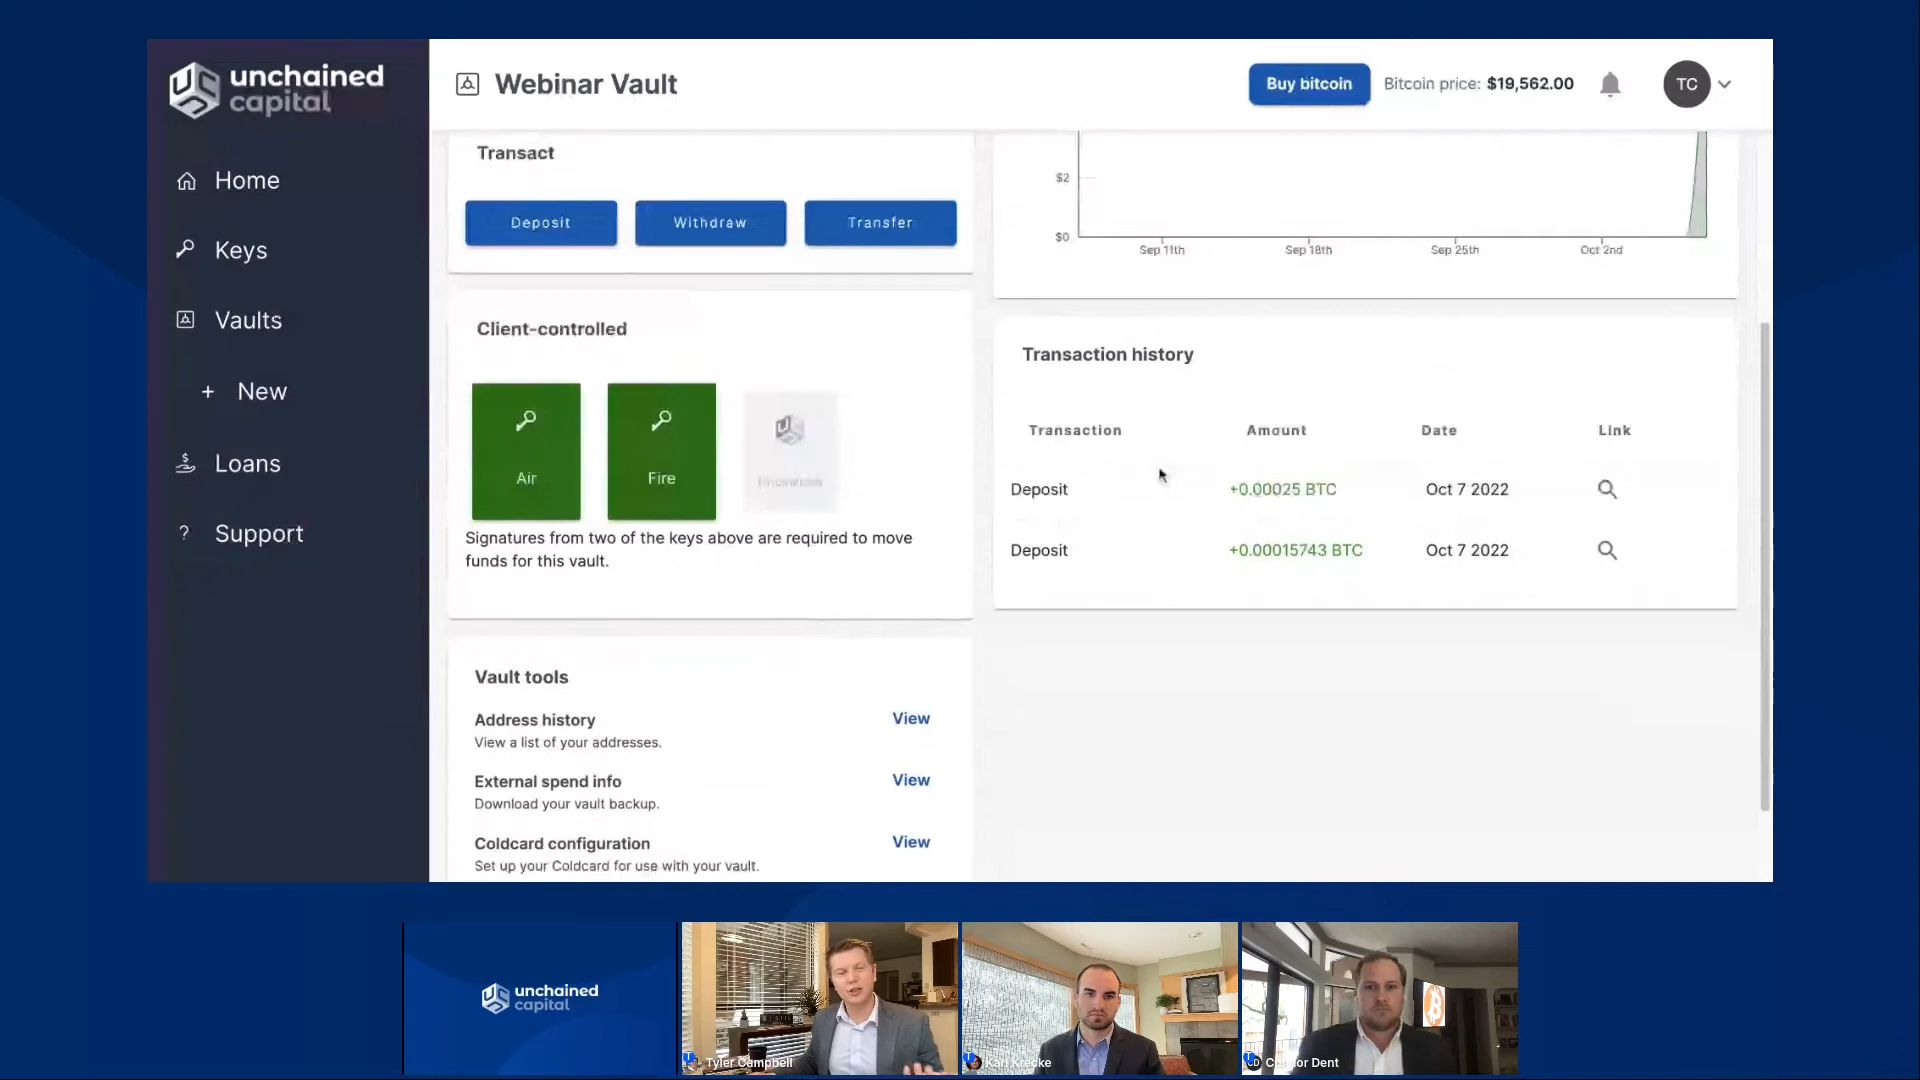 unchained
capital
Home
Keys
Vaults
+ New
Loans
? Support
Webinar Vault
Buy bitcoin
Bitcoin price: $19,562.00
TC
Transact
Deposit
Withdraw
Transfer
Client-controlled
Air
Fire
Signatures from two of the keys above are required to move
funds for this vault.
Vault tools
Address history
View
View a list of your addresses.
External spend info
View
Download your vault backup.
Coldcard configuration
View
Set up your Coldcard for use with your vault.
$2
$0
Sep 11th
Sep 18th
Sep 25th
Oct 2nd
Transaction history
Transaction Amount Date Link
Deposit +0.00025 BTC Oct 7 2022
Deposit +0.00015743 BTC Oct 7 2022
unchained
capital
Tyler Campbell
Kari Krecke
Connor Dent